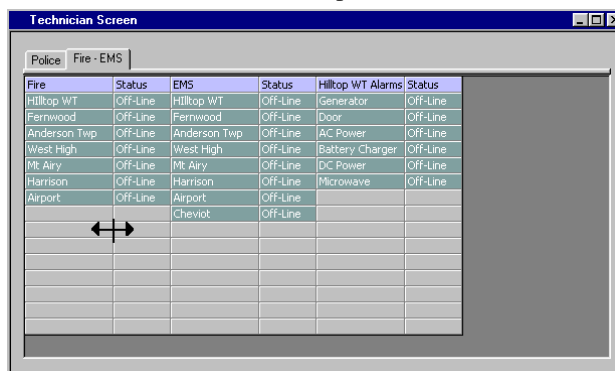 Technician Screen
Police Fire - EMS
Fire Status EMS Status Hilltop WT Alarms Status
HIlltop WT Off-Line HIlltop WT Off-Line Generator Off-Line
Fernwood Off-Line Fernwood Off-Line Door Off-Line
Anderson Twp Off-Line Anderson Twp Off-Line AC Power Off-Line
West High Off-Line West High Off-Line Battery Charger Off-Line
Mt Airy Off-Line Mt Airy Off-Line DC Power Off-Line
Harrison Off-Line Harrison Off-Line Microwave Off-Line
Airport Off-Line Airport Off-Line
Cheviot Off-Line